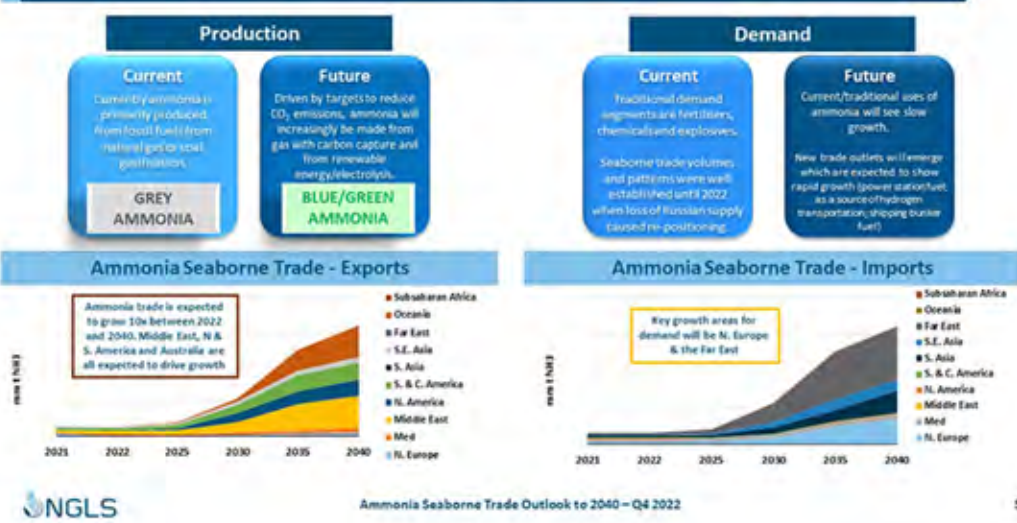 Production
Demand
Current
Currently ammonia is
primarily produced
from fossil fuels from
natural gas or coal
gasification.
GREY
AMMONIA
Future
Driven by targets to reduce
CO₂ emissions, ammonia will
increasingly be made from
gas with carbon capture and
from renewable
energy/electrolysis.
BLUE/GREEN
AMMONIA
Current
Traditional demand
segments are fertilisers,
chemicals and explosives.
Seaborne trade volumes
and patterns were well
established until 2022
when loss of Russian supply
caused re-positioning.
Future
Current/traditional uses of
ammonia will see slow
growth.
New trade outlets will emerge
which are expected to show
rapid growth (power station fuel,
as a source of hydrogen
transportation, shipping bunker
fuel)
Ammonia Seaborne Trade - Exports
Ammonia trade is expected
to grow 10x between 2022
and 2040. Middle East, N &
S. America and Australia are
all expected to drive growth
mm t NH3
Subsaharan Africa
Oceania
Far East
S.E. Asia
S. Asia
S. & C. America
N. America
Middle East
Med
N. Europe
2021 2022 2025 2030 2035 2040
Ammonia Seaborne Trade - Imports
Key growth areas for
demand will be N. Europe
& the Far East
mm t NH3
Subsaharan Africa
Oceania
Far East
S.E. Asia
S. Asia
S. & C. America
N. America
Middle East
Med
N. Europe
2021 2022 2025 2030 2035 2040
NGLS
Ammonia Seaborne Trade Outlook to 2040 – Q4 2022